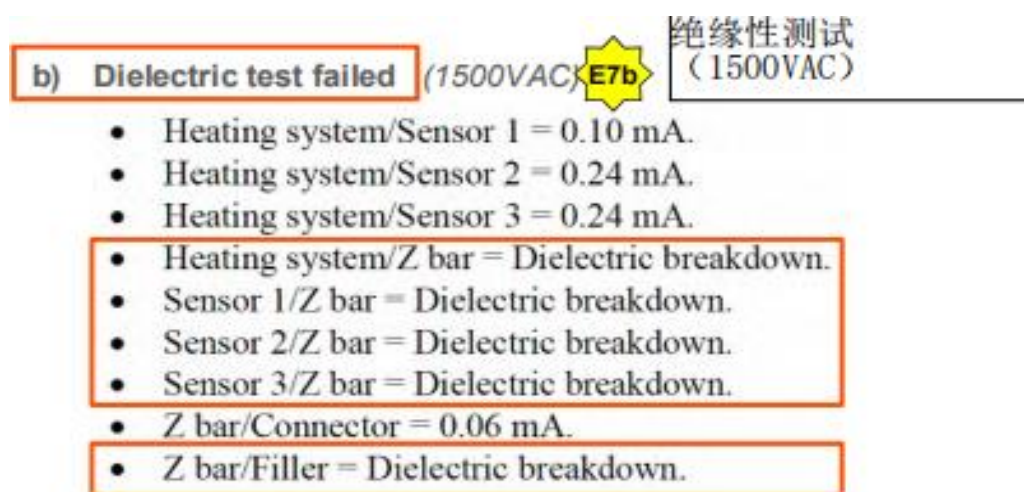 绝缘性测试
(1500VAC)
b) Dielectric test failed (1500VAC) E7b
• Heating system/Sensor 1 = 0.10 mA.
• Heating system/Sensor 2 = 0.24 mA.
• Heating system/Sensor 3 = 0.24 mA.
• Heating system/Z bar = Dielectric breakdown.
• Sensor 1/Z bar = Dielectric breakdown.
• Sensor 2/Z bar = Dielectric breakdown.
• Sensor 3/Z bar = Dielectric breakdown.
• Z bar/Connector = 0.06 mA.
• Z bar/Filler = Dielectric breakdown.